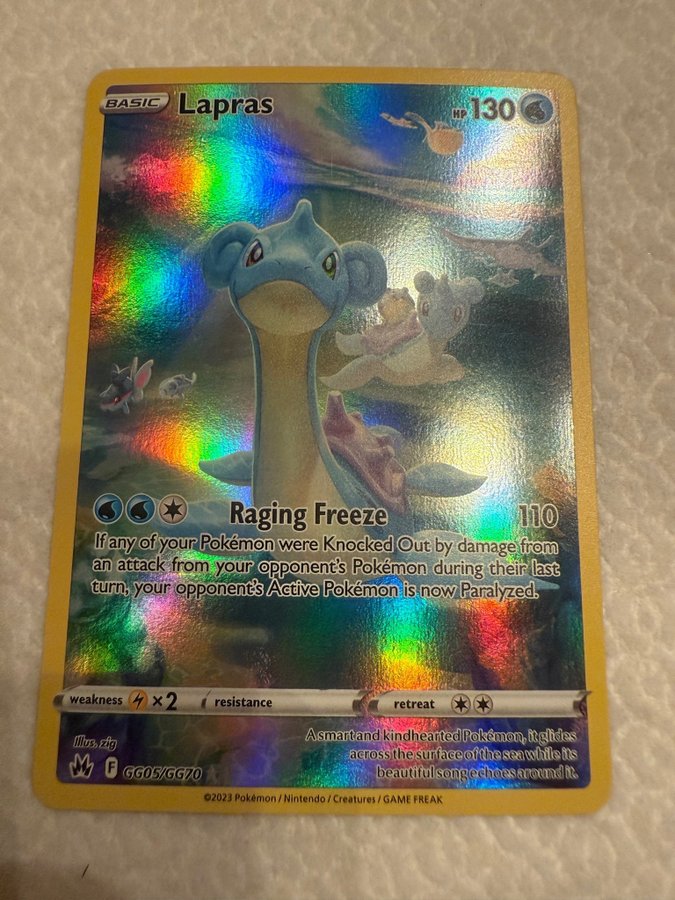 BASIC Lapras HP 130
Raging Freeze 110
If any of your Pokémon were Knocked Out by damage from
an attack from your opponent's Pokémon during their last
turn, your opponent's Active Pokémon is now Paralyzed.
weakness ×2 resistance retreat
Illus. zig
A smart and kindhearted Pokémon, it glides
across the surface of the sea while its
beautiful song echoes around it.
F GG05/GG70
©2023 Pokémon / Nintendo / Creatures / GAME FREAK